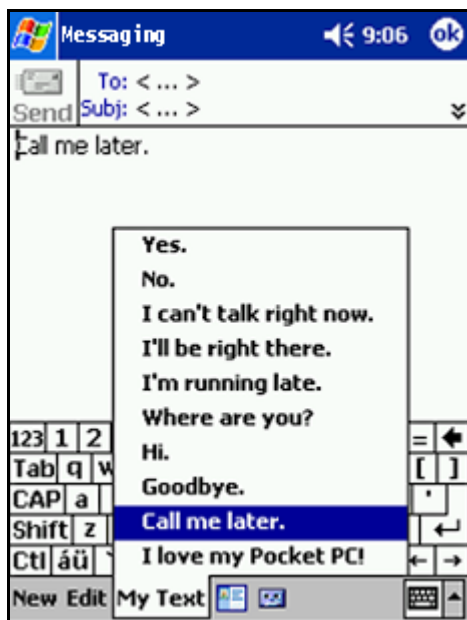 Messaging 9:06 ok
To: < ... >
Send Subj: < ... >
Call me later.
Yes.
No.
I can't talk right now.
I'll be right there.
I'm running late.
Where are you?
Hi.
Goodbye.
Call me later.
I love my Pocket PC!
123 1 2 =
Tab q w [ ]
CAP a '
Shift z
Ctl áü `
New Edit My Text